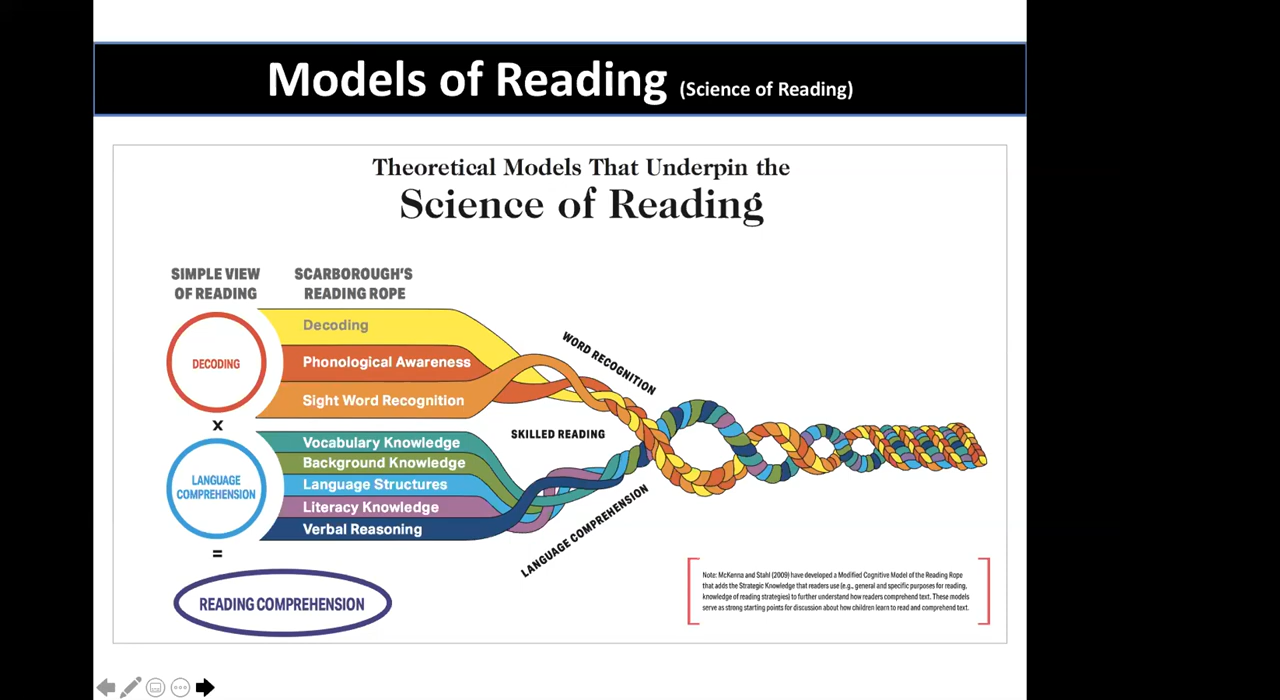 Models of Reading (Science of Reading)
Theoretical Models That Underpin the
Science of Reading
SIMPLE VIEW
OF READING
SCARBOROUGH'S
READING ROPE
DECODING
x
LANGUAGE
COMPREHENSION
=
READING COMPREHENSION
Decoding
Phonological Awareness
Sight Word Recognition
Vocabulary Knowledge
Background Knowledge
Language Structures
Literacy Knowledge
Verbal Reasoning
WORD RECOGNITION
SKILLED READING
LANGUAGE COMPREHENSION
Note: McKenna and Stahl (2009) have developed a Modified Cognitive Model of the Reading Rope
that adds the Strategic Knowledge that readers use (e.g., general and specific purposes for reading,
knowledge of reading strategies) to further understand how readers comprehend text. These models
serve as strong starting points for discussion about how children learn to read and comprehend text.